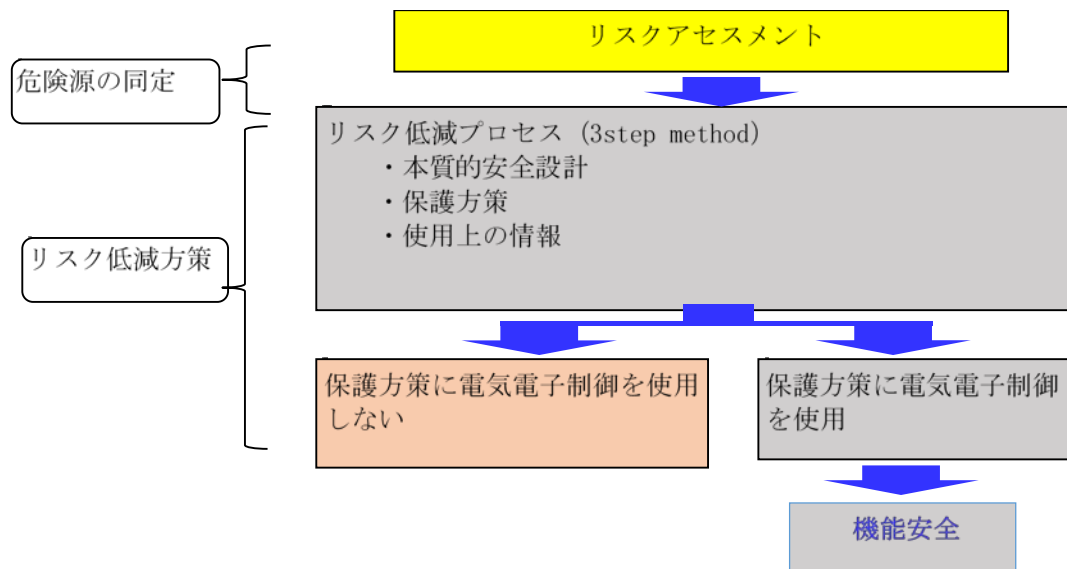 リスクアセスメント
危険源の同定
リスク低減プロセス (3step method)
・本質的安全設計
・保護方策
・使用上の情報
リスク低減方策
保護方策に電気電子制御を使用
しない
保護方策に電気電子制御
を使用
機能安全